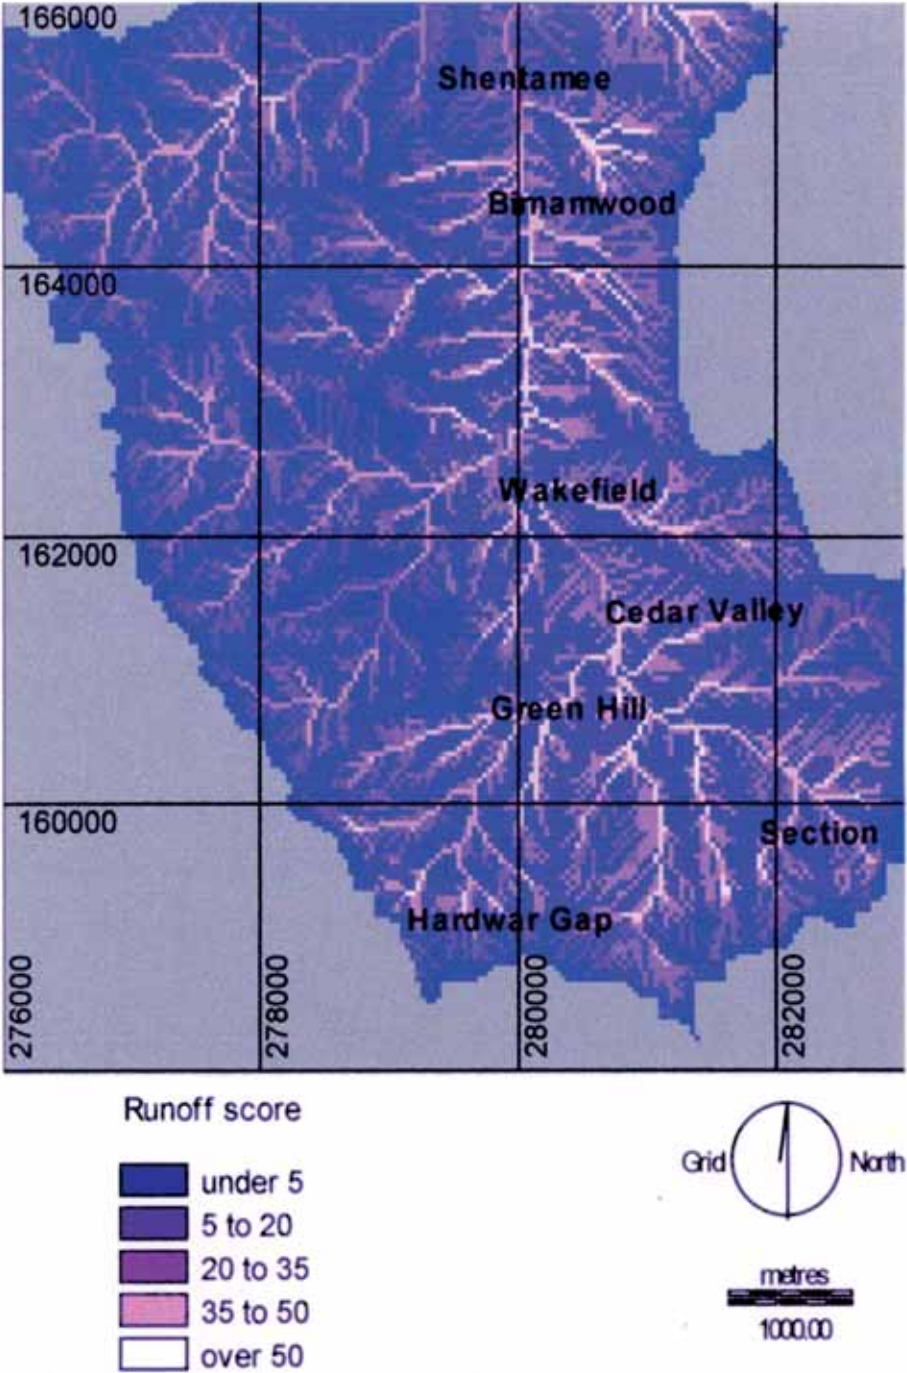 166000
Shentamee
Birnamwood
164000
Wakefield
162000
Cedar Valley
Green Hill
160000
Section
Hardwar Gap
276000
278000
280000
282000
Runoff score
under 5
5 to 20
20 to 35
35 to 50
over 50
Grid North
metres
1000.00